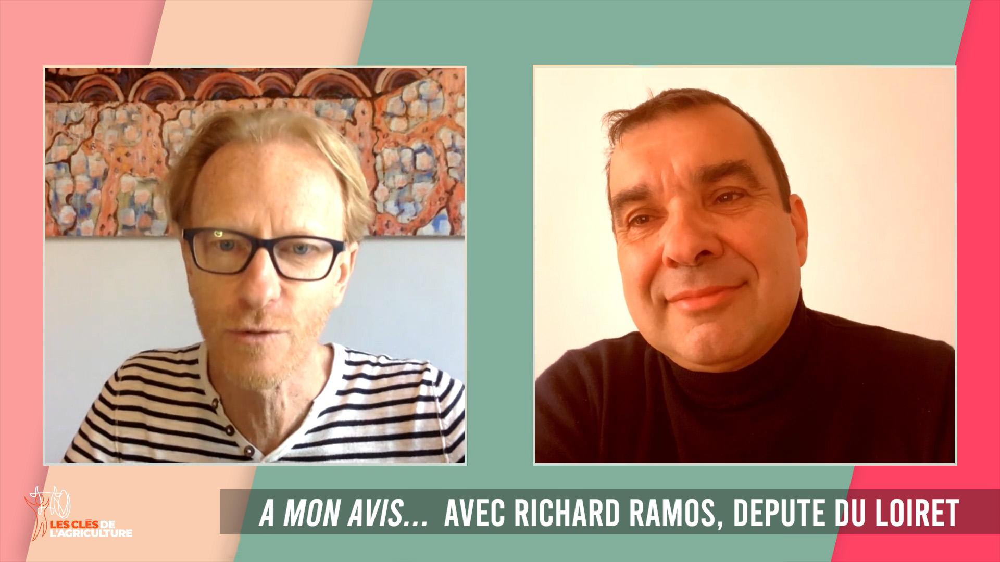 LES CLÉS DE
L'AGRICULTURE
A MON AVIS... AVEC RICHARD RAMOS, DEPUTE DU LOIRET